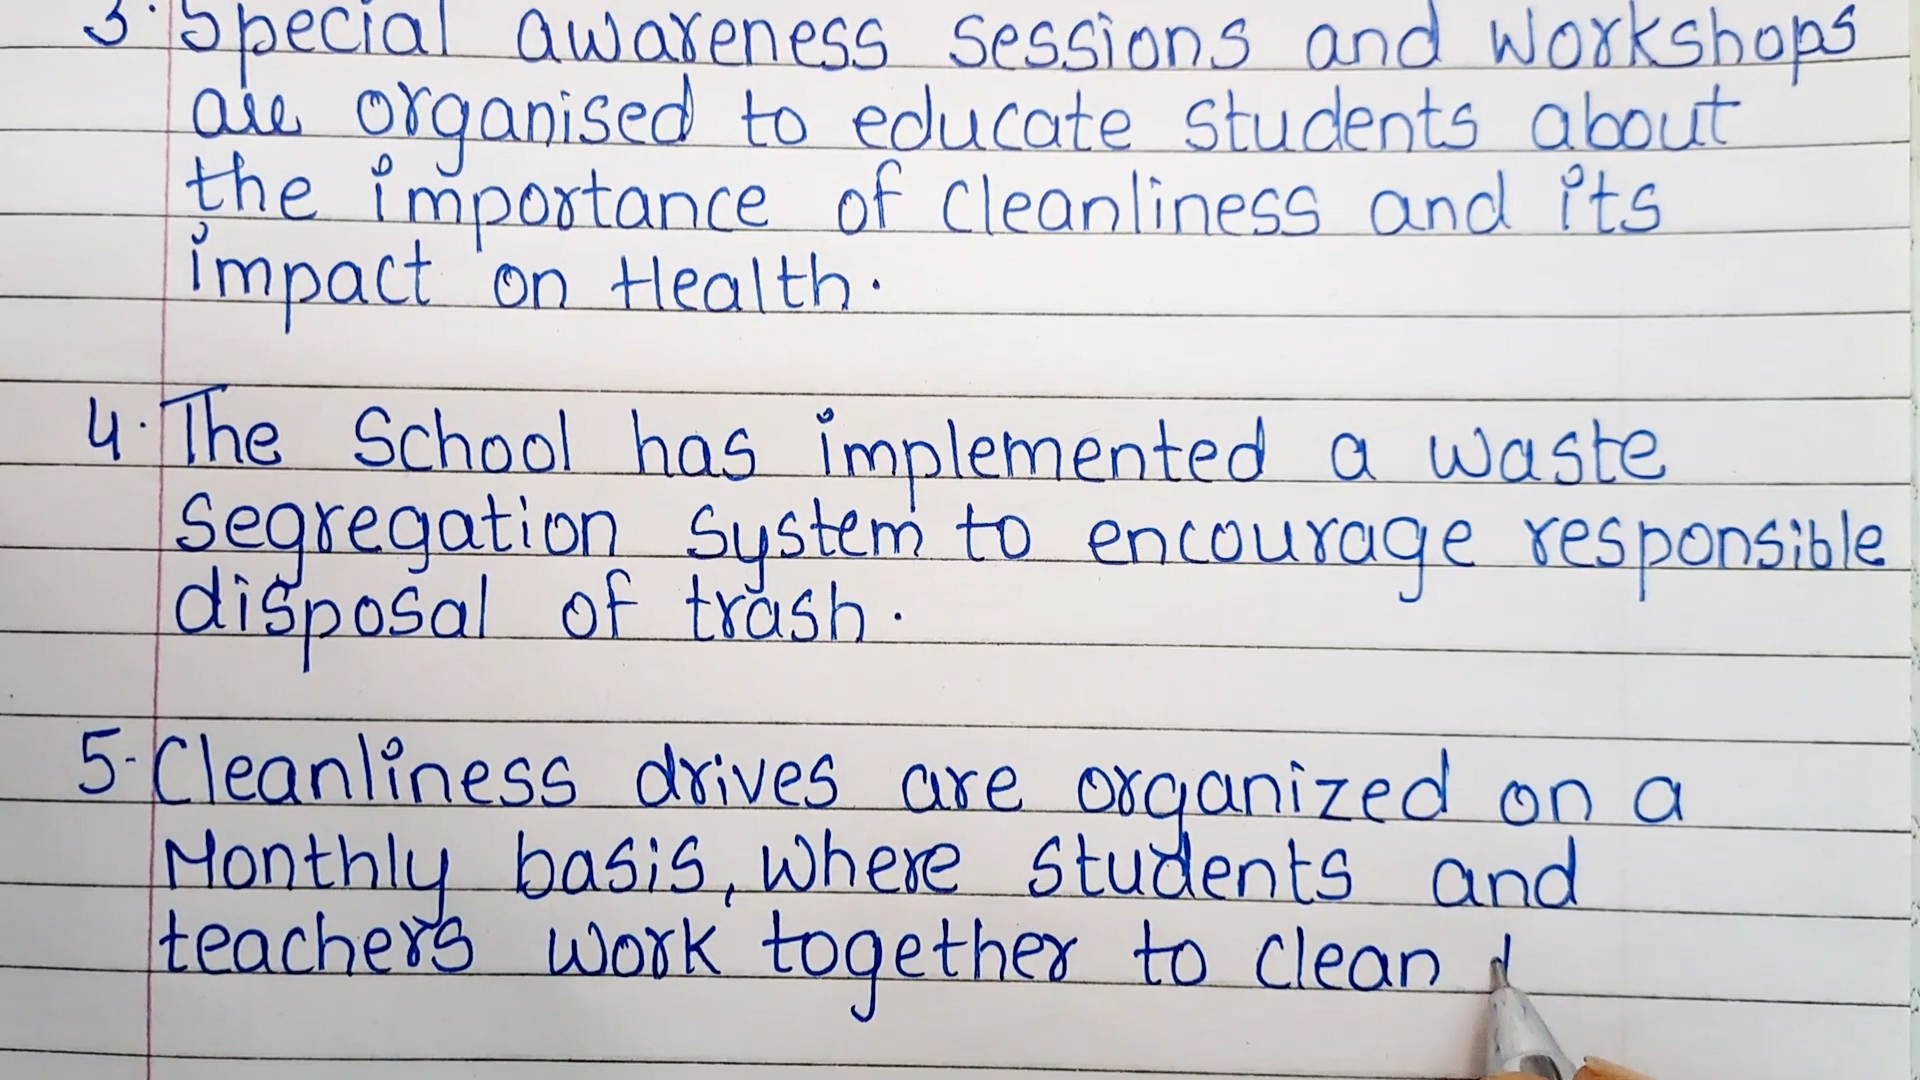 3. Special awareness sessions and workshops
are organised to educate students about
the importance of cleanliness and its
impact on Health.
4. The School has implemented a waste
segregation system to encourage responsible
disposal of trash.
5. Cleanliness drives are organized on a
Monthly basis, where students and
teachers work together to clean